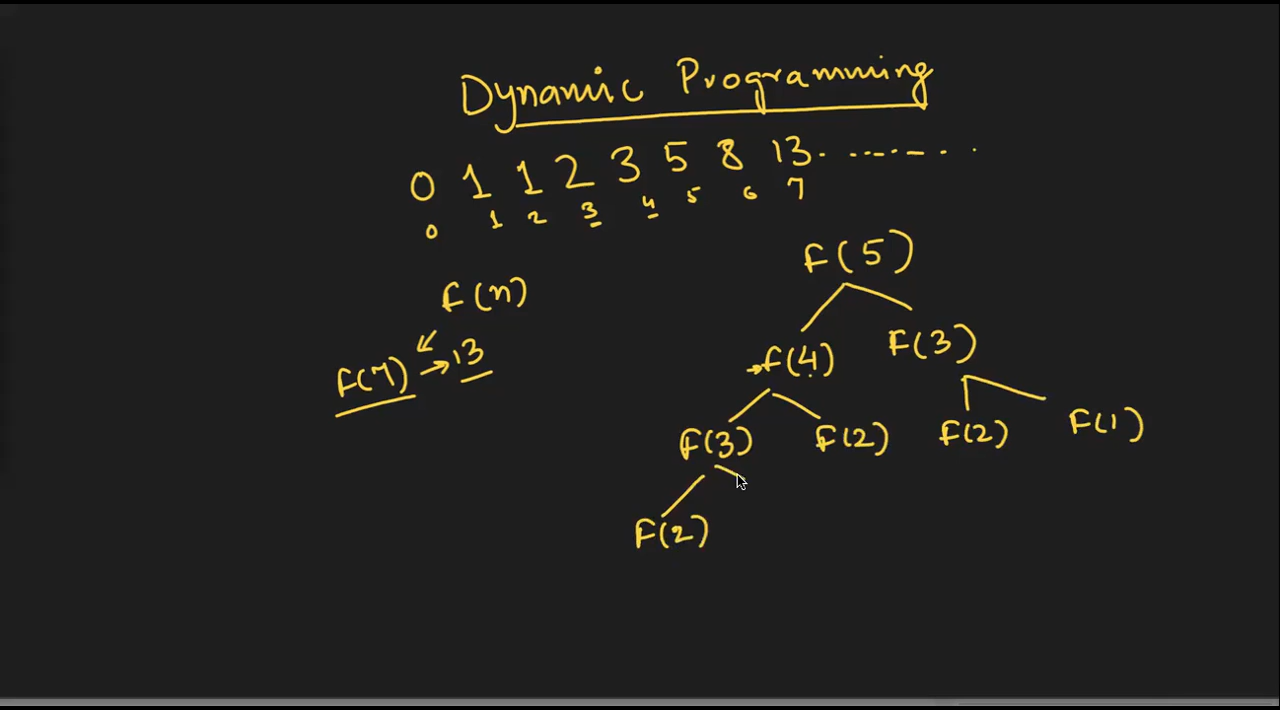 Dynamic Programming
0 1 1 2 3 5 8 13. ........ .
0 1 2 3 4 5 6 7
F(5)
F(n)
F(7) → 13
F(4) F(3)
F(3) F(2) F(2) F(1)
F(2)